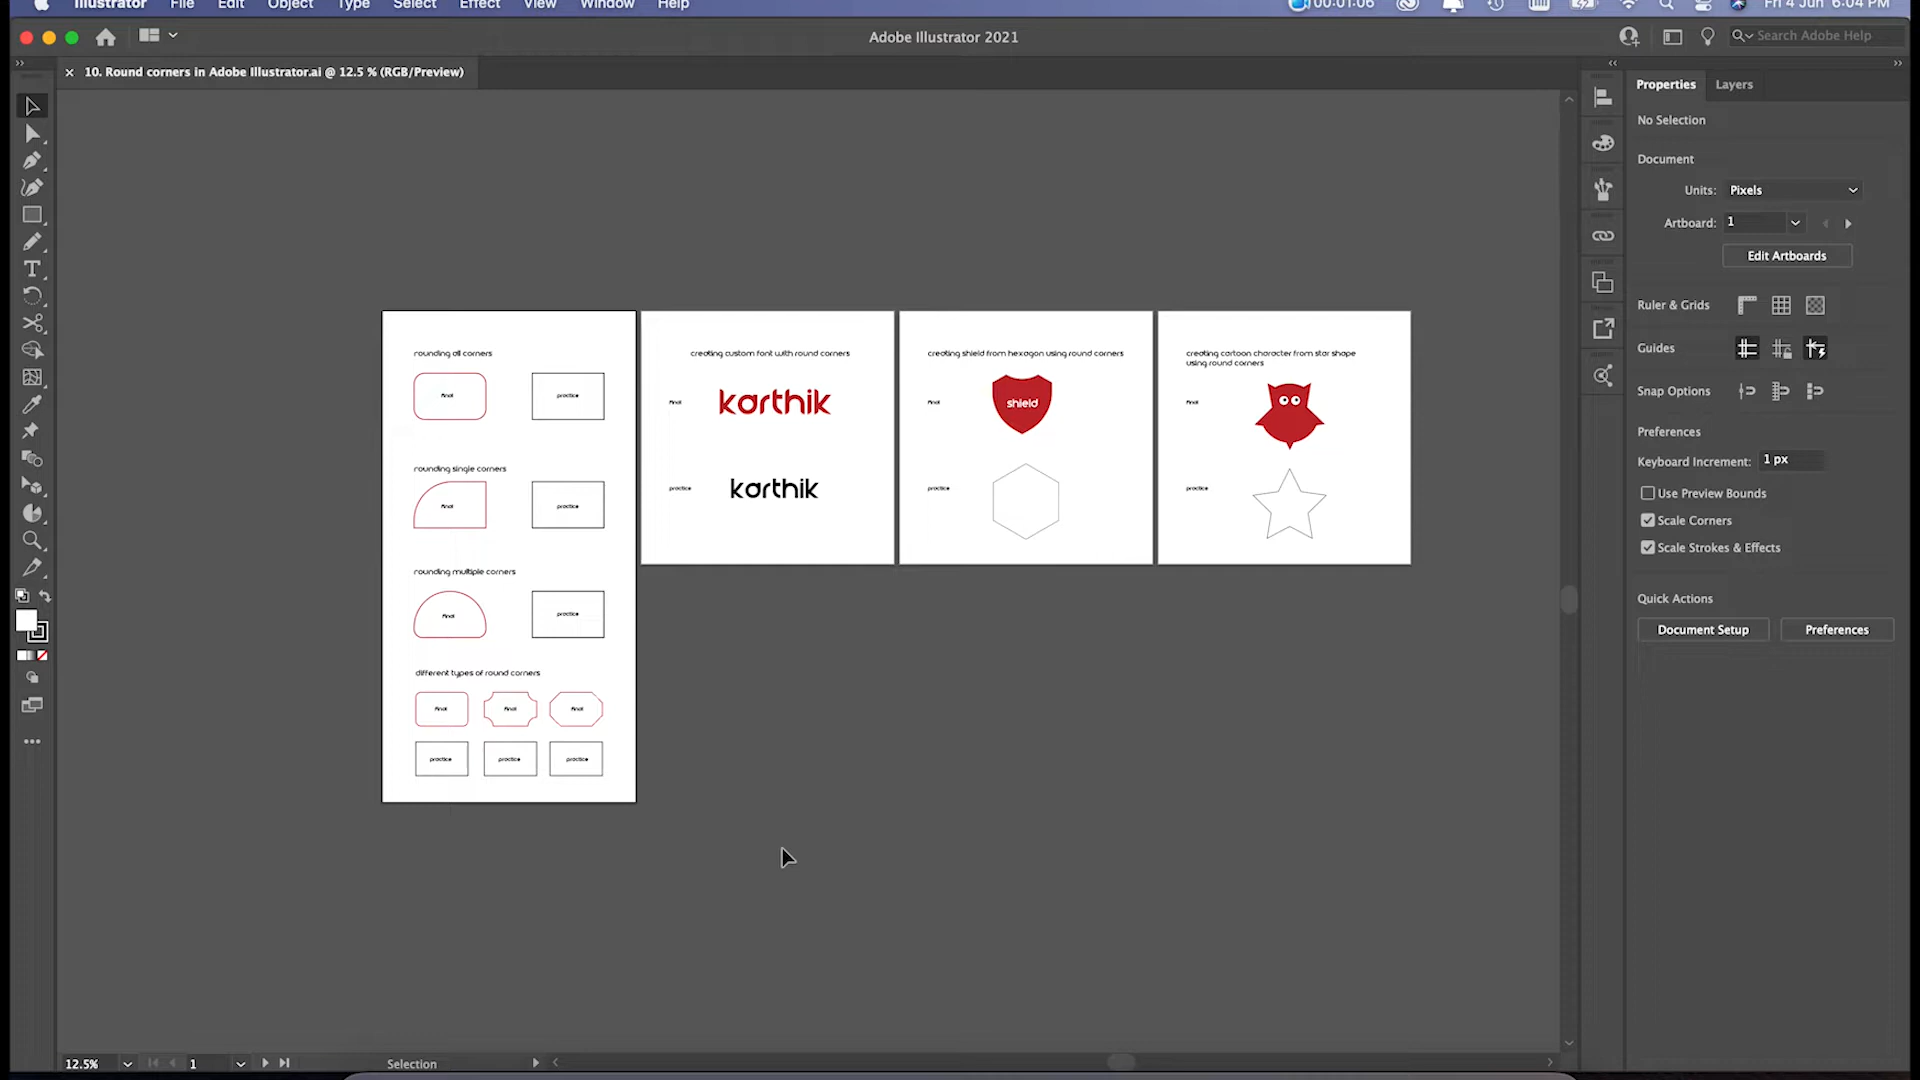 Illustrator File Edit Object Type Select Effect View Window Help 00:01:06 Fri 4 Jun 6:04 PM
Adobe Illustrator 2021
Search Adobe Help
× 10. Round corners in Adobe Illustrator.ai @ 12.5 % (RGB/Preview)
Properties Layers
No Selection
Document
Units: Pixels
Artboard: 1
Edit Artboards
Ruler & Grids
Guides
Snap Options
Preferences
Keyboard Increment: 1 px
Use Preview Bounds
Scale Corners
Scale Strokes & Effects
Quick Actions
Document Setup Preferences
rounding all corners
final practice
rounding single corners
final practice
rounding multiple corners
final practice
different types of round corners
final final final
practice practice practice
creating custom font with round corners
final karthik
practice karthik
creating shield from hexagon using round corners
final shield
practice
creating cartoon character from star shape
using round corners
final
practice
12.5% 1 Selection